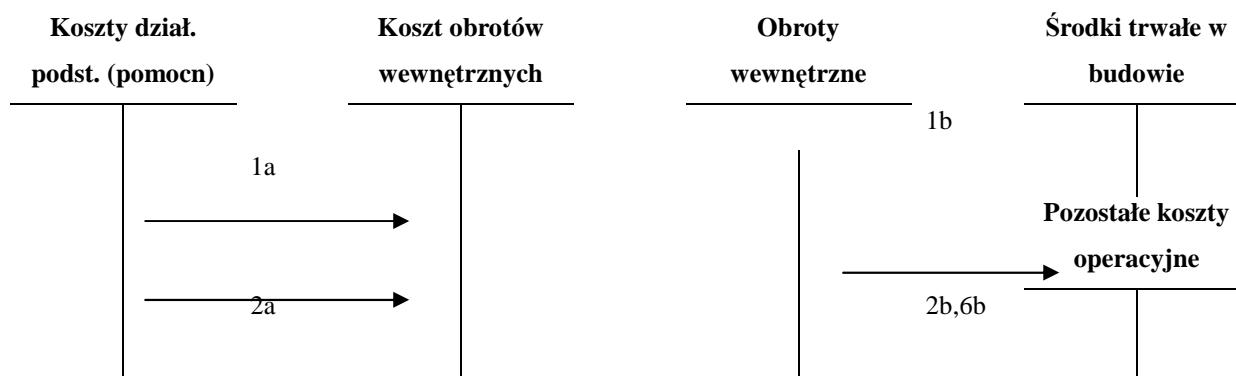 Koszty dział.
podst. (pomocn)
Koszt obrotów
wewnętrznych
Obroty
wewnętrzne
Środki trwałe w
budowie
1b
1a
Pozostałe koszty
operacyjne
2a
2b,6b